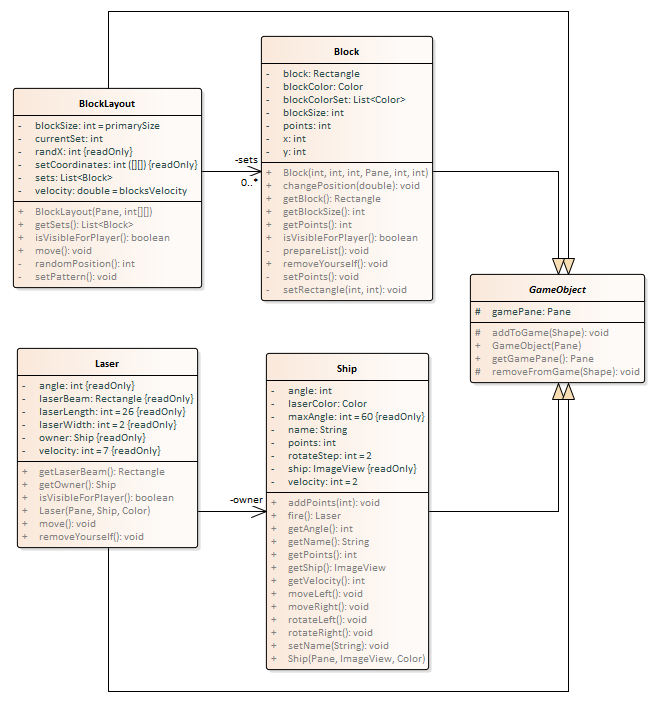 BlockLayout
- blockSize: int = primarySize
- currentSet: int
- randX: int {readOnly}
- setCoordinates: int ([][]) {readOnly}
- sets: List<Block>
- velocity: double = blocksVelocity
+ BlockLayout(Pane, int[][])
+ getSets(): List<Block>
+ isVisibleForPlayer(): boolean
+ move(): void
- randomPosition(): int
- setPattern(): void
-sets
0..*
Block
- block: Rectangle
- blockColor: Color
- blockColorSet: List<Color>
- blockSize: int
- points: int
- x: int
- y: int
+ Block(int, int, int, Pane, int, int)
+ changePosition(double): void
+ getBlock(): Rectangle
+ getBlockSize(): int
+ getPoints(): int
+ isVisibleForPlayer(): boolean
- prepareList(): void
+ removeYourself(): void
- setPoints(): void
- setRectangle(int, int): void
GameObject
# gamePane: Pane
# addToGame(Shape): void
+ GameObject(Pane)
+ getGamePane(): Pane
# removeFromGame(Shape): void
Laser
- angle: int {readOnly}
- laserBeam: Rectangle {readOnly}
- laserLength: int = 26 {readOnly}
- laserWidth: int = 2 {readOnly}
- owner: Ship {readOnly}
- velocity: int = 7 {readOnly}
+ getLaserBeam(): Rectangle
+ getOwner(): Ship
+ isVisibleForPlayer(): boolean
+ Laser(Pane, Ship, Color)
+ move(): void
+ removeYourself(): void
-owner
Ship
- angle: int
- laserColor: Color
- maxAngle: int = 60 {readOnly}
- name: String
- points: int
- rotateStep: int = 2
- ship: ImageView {readOnly}
- velocity: int = 2
+ addPoints(int): void
+ fire(): Laser
+ getAngle(): int
+ getName(): String
+ getPoints(): int
+ getShip(): ImageView
+ getVelocity(): int
+ moveLeft(): void
+ moveRight(): void
+ rotateLeft(): void
+ rotateRight(): void
+ setName(String): void
+ Ship(Pane, ImageView, Color)